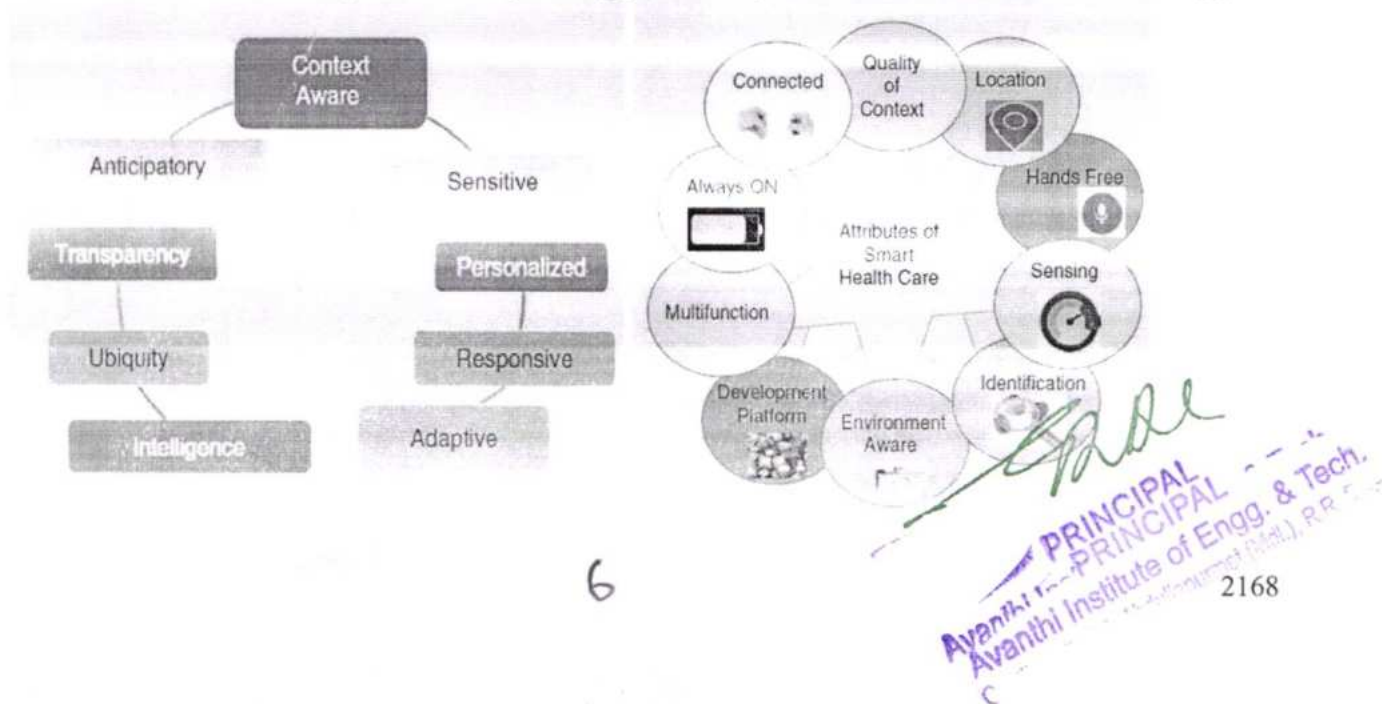 Context
Aware
Anticipatory
Sensitive
Transparency
Personalized
Ubiquity
Responsive
Intelligence
Adaptive
Connected
Quality
of
Context
Location
Always ON
Hands Free
Attributes of
Smart
Health Care
Sensing
Multifunction
Identification
Development
Platform
Environment
Aware
PRINCIPAL
PRINCIPAL
Avanthi
Avanthi Institute of Engg. & Tech.
(Mdl.), R.R.
6
2168